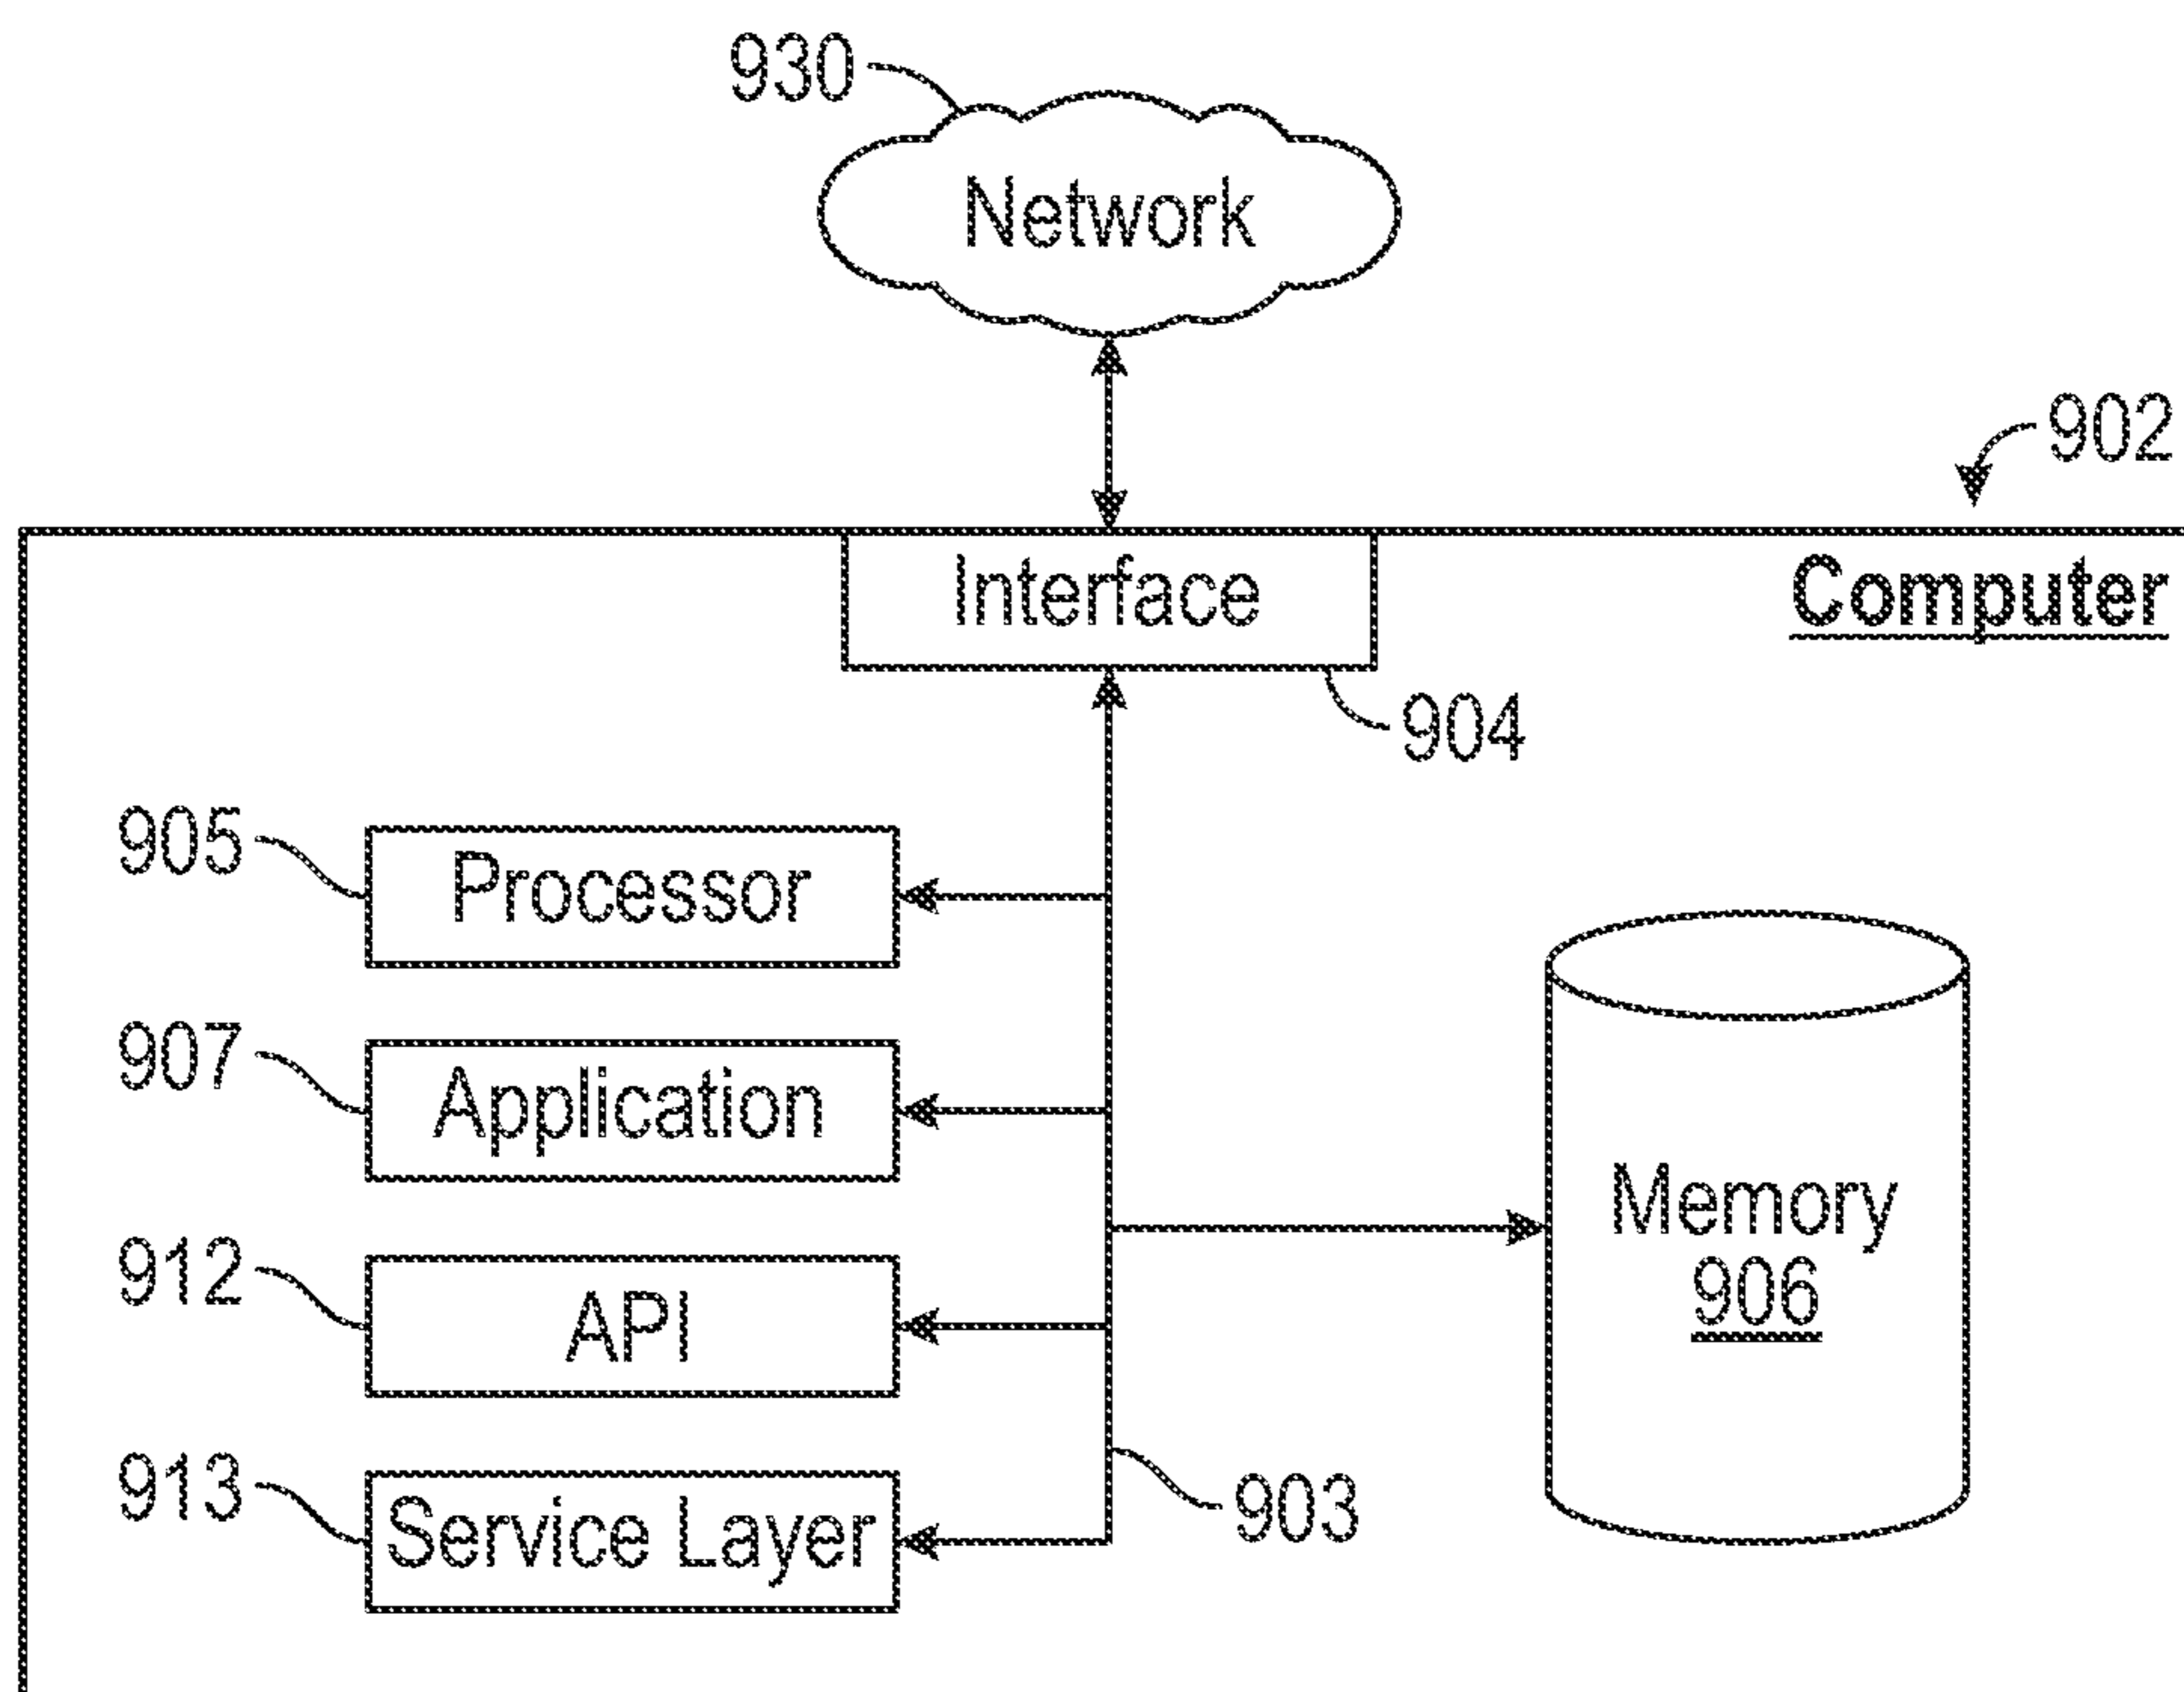 930
Network
902
Interface
Computer
904
905
Processor
907
Application
Memory
906
912
API
913
Service Layer
903